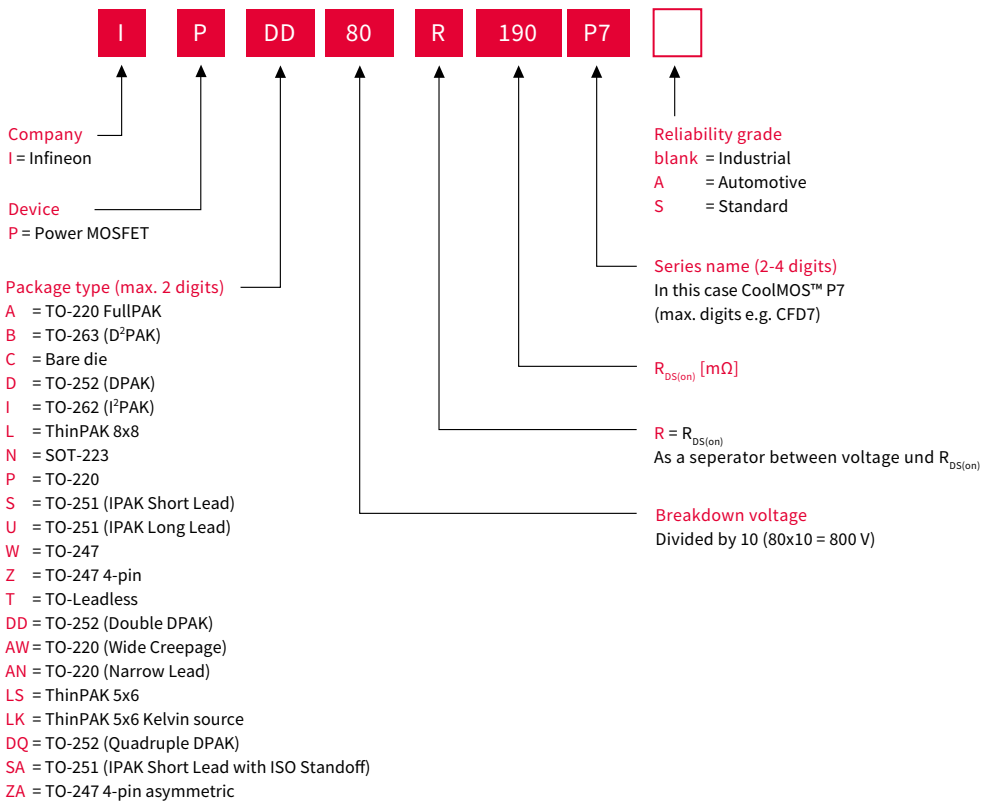 I P DD 80 R 190 P7
Company
I = Infineon
Device
P = Power MOSFET
Package type (max. 2 digits)
A = TO-220 FullPAK
B = TO-263 (D²PAK)
C = Bare die
D = TO-252 (DPAK)
I = TO-262 (I²PAK)
L = ThinPAK 8x8
N = SOT-223
P = TO-220
S = TO-251 (IPAK Short Lead)
U = TO-251 (IPAK Long Lead)
W = TO-247
Z = TO-247 4-pin
T = TO-Leadless
DD = TO-252 (Double DPAK)
AW = TO-220 (Wide Creepage)
AN = TO-220 (Narrow Lead)
LS = ThinPAK 5x6
LK = ThinPAK 5x6 Kelvin source
DQ = TO-252 (Quadruple DPAK)
SA = TO-251 (IPAK Short Lead with ISO Standoff)
ZA = TO-247 4-pin asymmetric
Reliability grade
blank = Industrial
A = Automotive
S = Standard
Series name (2-4 digits)
In this case CoolMOS™ P7
(max. digits e.g. CFD7)
R_DS(on) [mΩ]
R = R_DS(on)
As a seperator between voltage und R_DS(on)
Breakdown voltage
Divided by 10 (80x10 = 800 V)